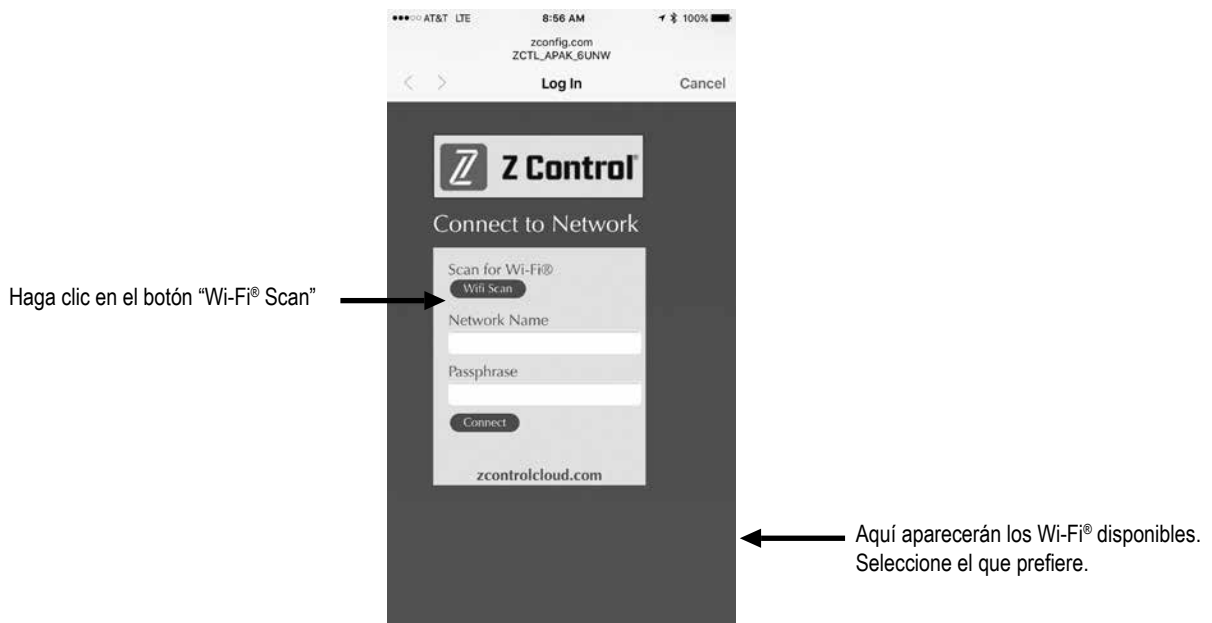 AT&T LTE 8:56 AM 100%
zconfig.com
ZCTL_APAK_6UNW
< > Log In Cancel
Z Control®
Connect to Network
Scan for Wi-Fi®
Haga clic en el botón “Wi-Fi® Scan”
Wifi Scan
Network Name
Passphrase
Connect
zcontrolcloud.com
Aquí aparecerán los Wi-Fi® disponibles.
Seleccione el que prefiere.